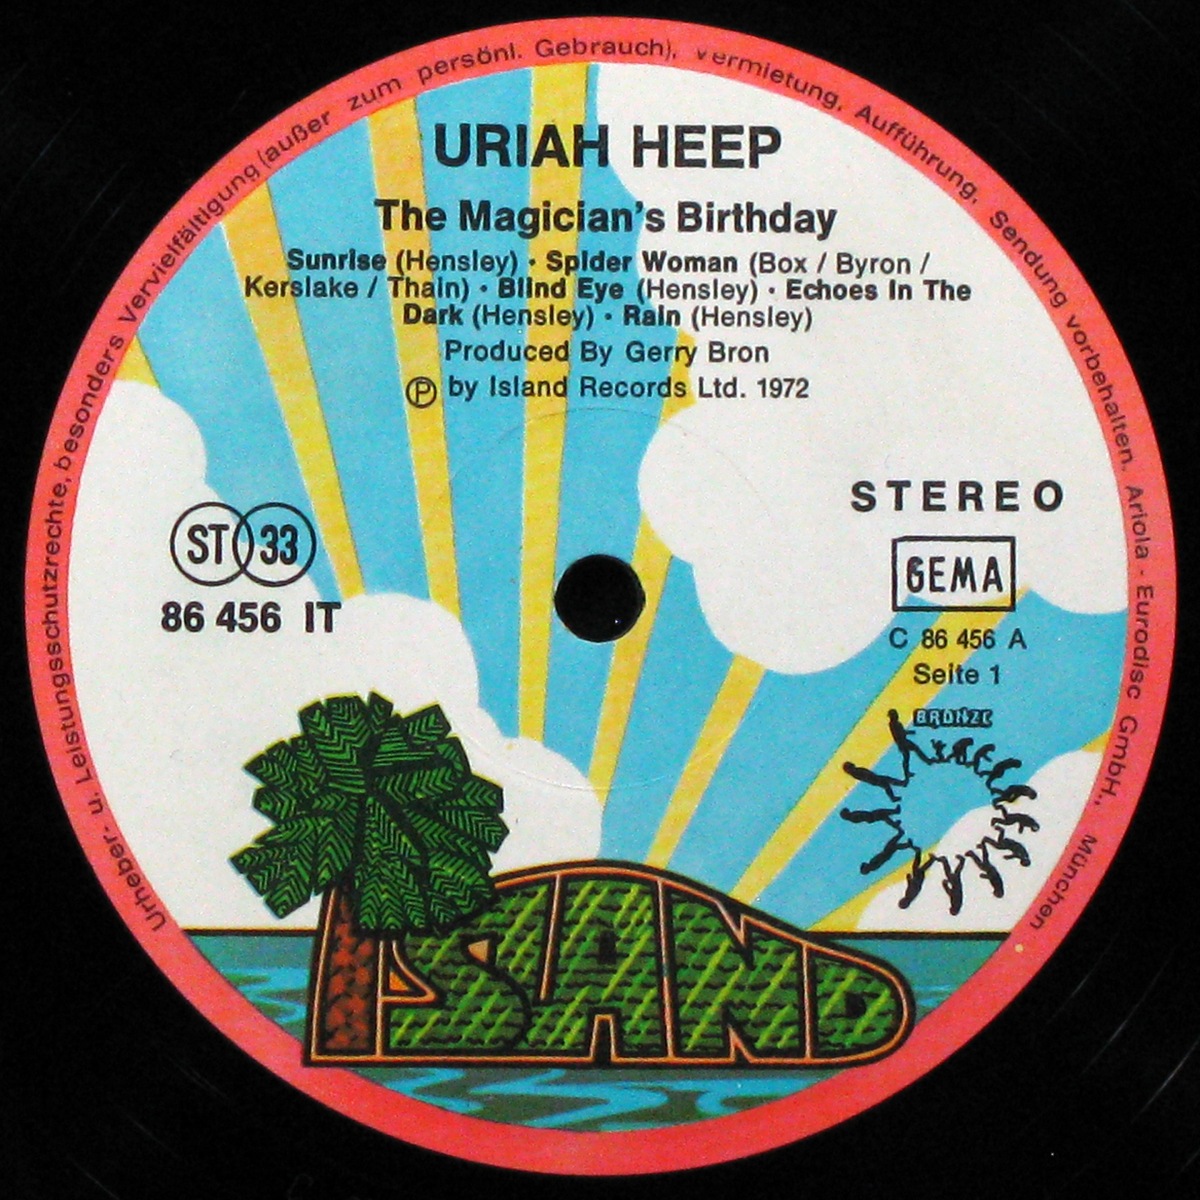 Urheber- u. Leistungsschutzrechte, besonders Vervielfältigung (außer zum persönl. Gebrauch), Vermietung, Aufführung, Sendung vorbehalten. Ariola - Eurodisc GmbH., München
URIAH HEEP
The Magician's Birthday
Sunrise (Hensley) · Spider Woman (Box / Byron /
Kerslake / Thain) · Blind Eye (Hensley) · Echoes In The
Dark (Hensley) · Rain (Hensley)
Produced By Gerry Bron
Ⓟ by Island Records Ltd. 1972
STEREO
ST 33
GEMA
86 456 IT
C 86 456 A
Seite 1
BRONZE
ISLAND